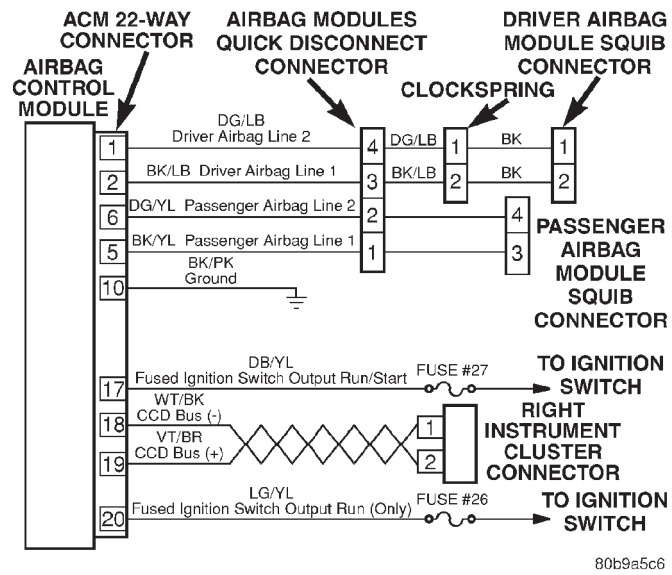 ACM 22-WAY
CONNECTOR
AIRBAG MODULES
QUICK DISCONNECT
CONNECTOR
DRIVER AIRBAG
MODULE SQUIB
CONNECTOR
AIRBAG
CONTROL
MODULE
CLOCKSPRING
DG/LB
Driver Airbag Line 2
1
4
DG/LB
1
BK
1
BK/LB Driver Airbag Line 1
2
3
BK/LB
2
BK
2
DG/YL Passenger Airbag Line 2
6
2
4
BK/YL Passenger Airbag Line 1
5
1
3
PASSENGER
AIRBAG
MODULE
SQUIB
CONNECTOR
BK/PK
Ground
10
DB/YL
Fused Ignition Switch Output Run/Start
17
FUSE #27
TO IGNITION
SWITCH
WT/BK
CCD Bus (-)
18
1
VT/BR
CCD Bus (+)
19
2
RIGHT
INSTRUMENT
CLUSTER
CONNECTOR
LG/YL
Fused Ignition Switch Output Run (Only)
20
FUSE #26
TO IGNITION
SWITCH
80b9a5c6